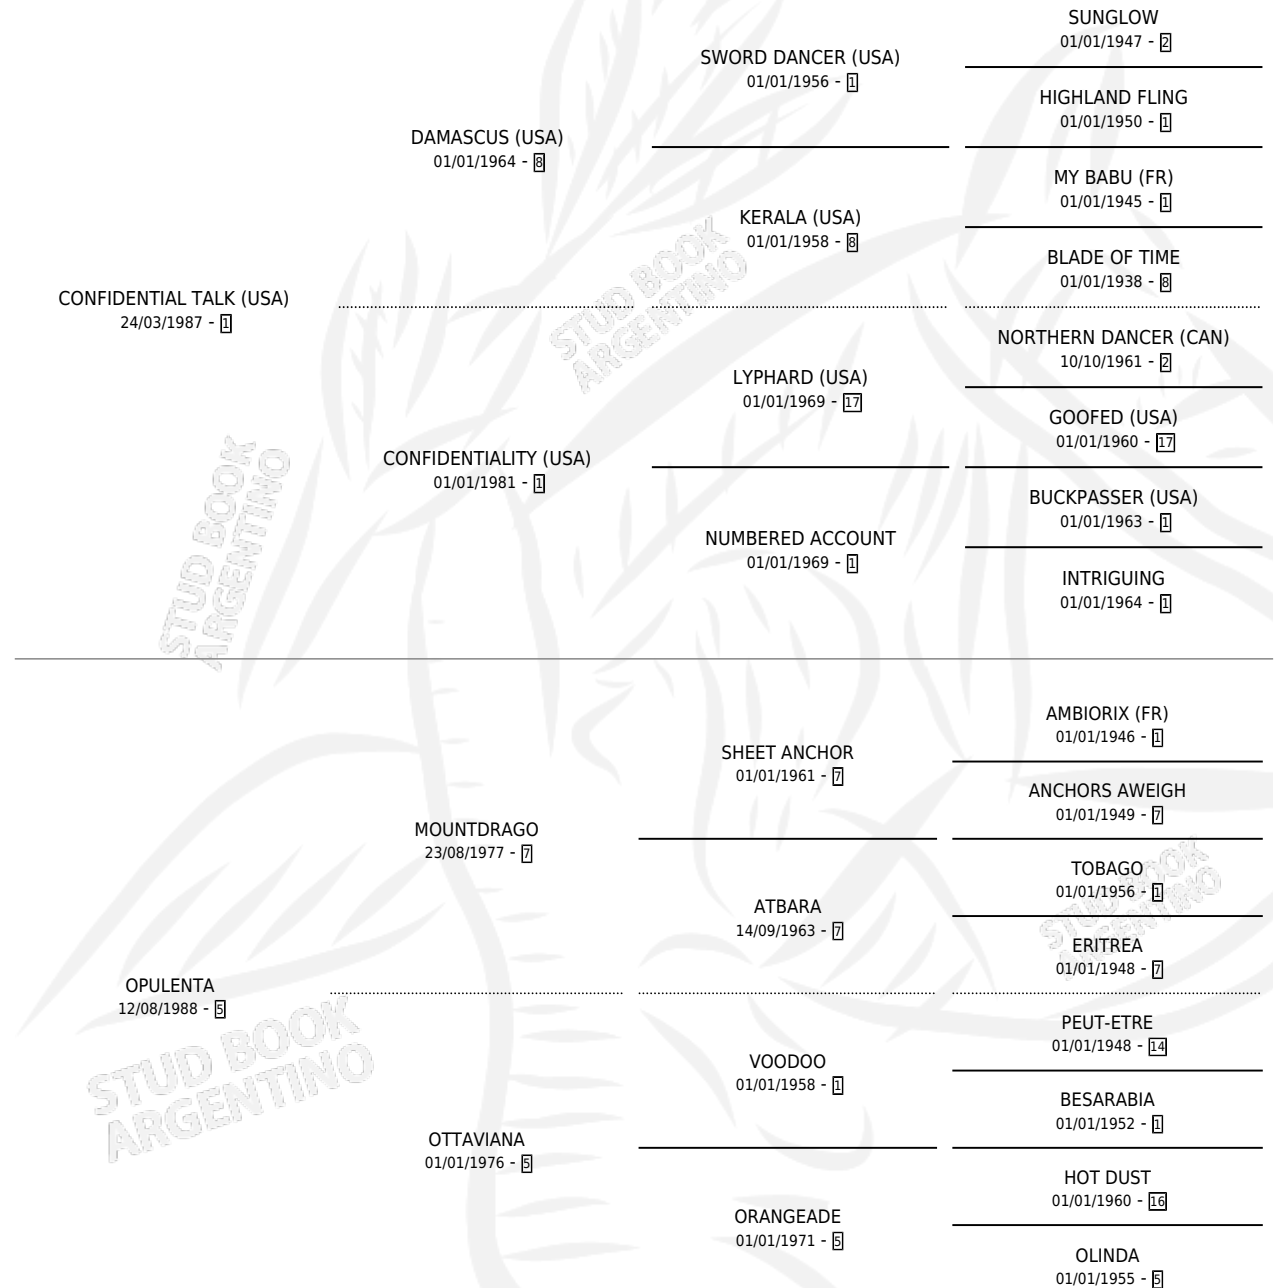 SUNGLOW
01/01/1947 - 2
SWORD DANCER (USA)
01/01/1956 - 1
HIGHLAND FLING
01/01/1950 - 1
DAMASCUS (USA)
01/01/1964 - 8
MY BABU (FR)
01/01/1945 - 1
KERALA (USA)
01/01/1958 - 8
BLADE OF TIME
01/01/1938 - 8
CONFIDENTIAL TALK (USA)
24/03/1987 - 1
NORTHERN DANCER (CAN)
10/10/1961 - 2
LYPHARD (USA)
01/01/1969 - 17
GOOFED (USA)
01/01/1960 - 17
CONFIDENTIALITY (USA)
01/01/1981 - 1
BUCKPASSER (USA)
01/01/1963 - 1
NUMBERED ACCOUNT
01/01/1969 - 1
INTRIGUING
01/01/1964 - 1
AMBIORIX (FR)
01/01/1946 - 1
SHEET ANCHOR
01/01/1961 - 7
ANCHORS AWEIGH
01/01/1949 - 7
MOUNTDRAGO
23/08/1977 - 7
TOBAGO
01/01/1956 - 1
ATBARA
14/09/1963 - 7
ERITREA
01/01/1948 - 7
OPULENTA
12/08/1988 - 5
PEUT-ETRE
01/01/1948 - 14
VOODOO
01/01/1958 - 1
BESARABIA
01/01/1952 - 1
OTTAVIANA
01/01/1976 - 5
HOT DUST
01/01/1960 - 16
ORANGEADE
01/01/1971 - 5
OLINDA
01/01/1955 - 5
STUD BOOK
ARGENTINO
STUD BOOK
ARGENTINO
STUD BOOK
ARGENTINO
STUD BOOK
ARGENTINO